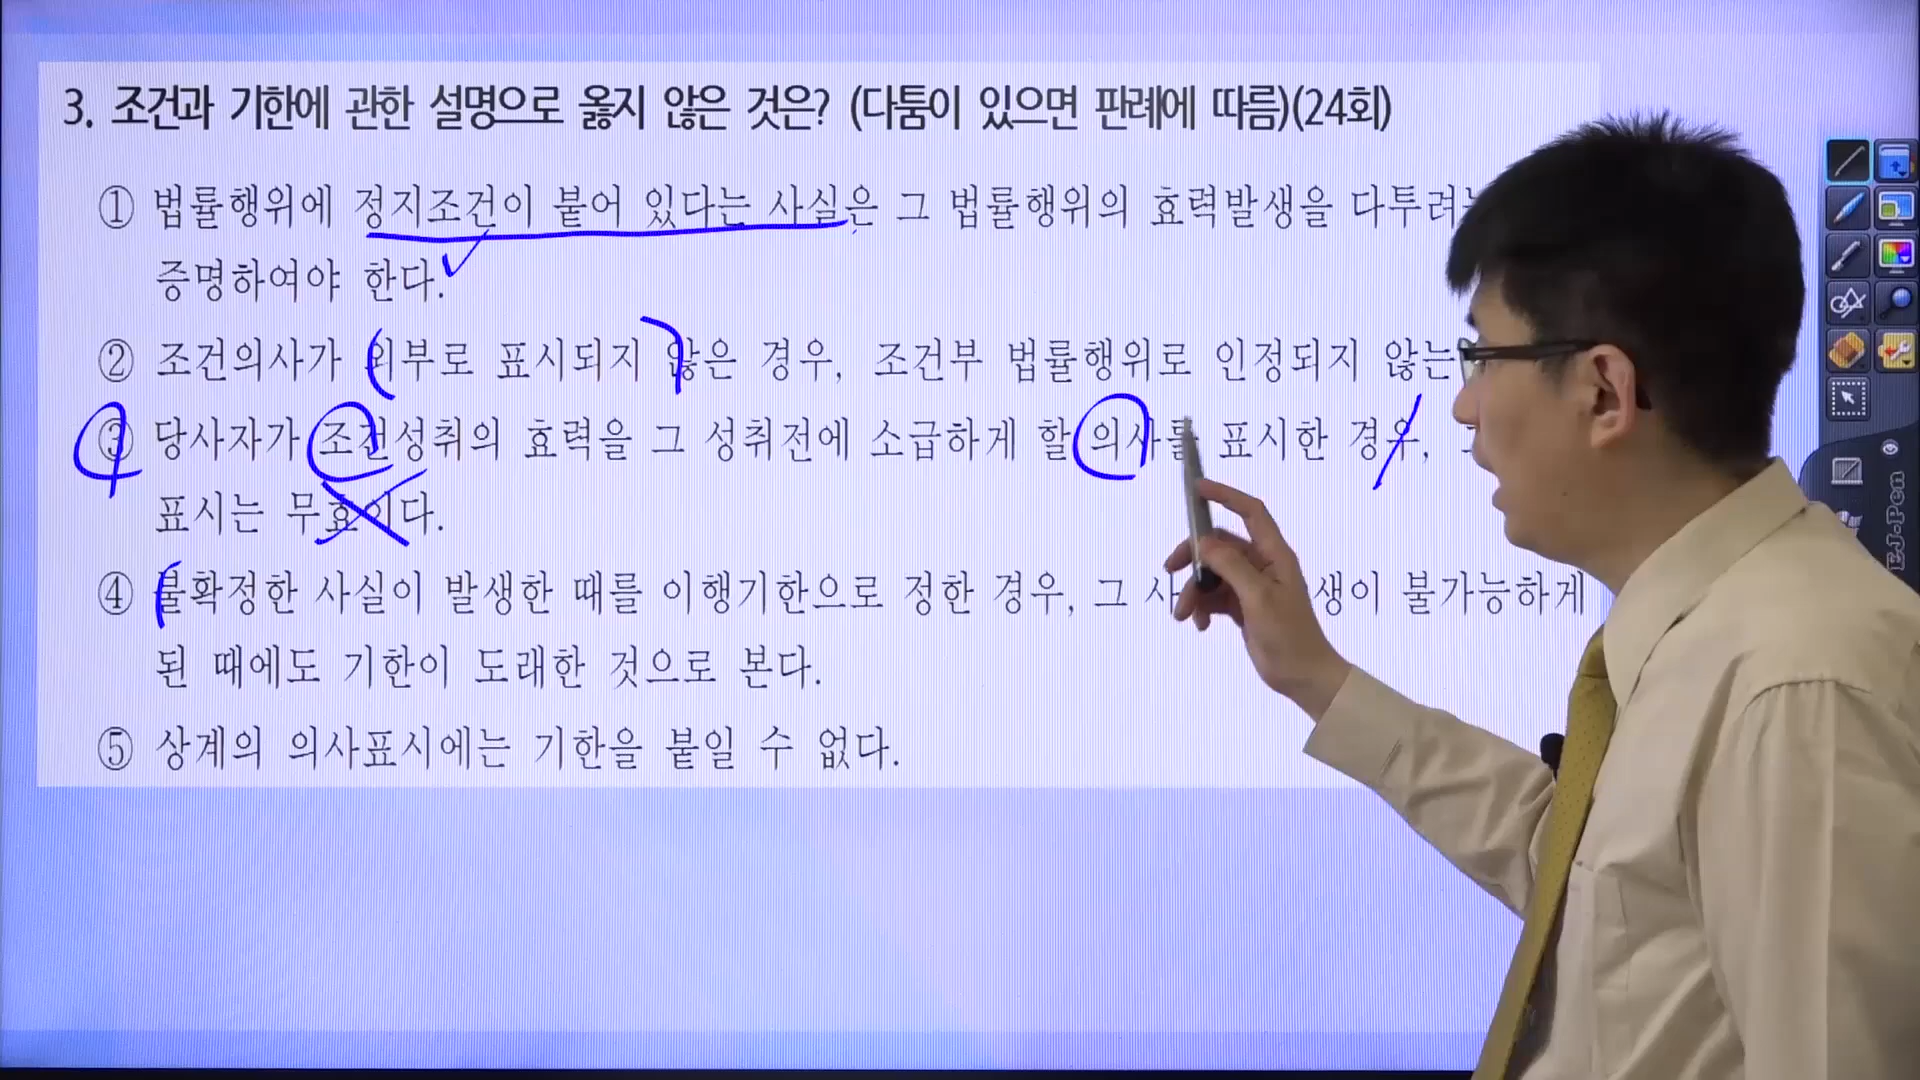 3. 조건과 기한에 관한 설명으로 옳지 않은 것은? (다툼이 있으면 판례에 따름)(24회)
① 법률행위에 정지조건이 붙어 있다는 사실은 그 법률행위의 효력발생을 다투려는
증명하여야 한다.
② 조건의사가 외부로 표시되지 않은 경우, 조건부 법률행위로 인정되지 않는
③ 당사자가 조건성취의 효력을 그 성취전에 소급하게 할 의사를 표시한 경우,
표시는 무효이다.
④ 불확정한 사실이 발생한 때를 이행기한으로 정한 경우, 그 생이 불가능하게
된 때에도 기한이 도래한 것으로 본다.
⑤ 상계의 의사표시에는 기한을 붙일 수 없다.
EJ-Pen